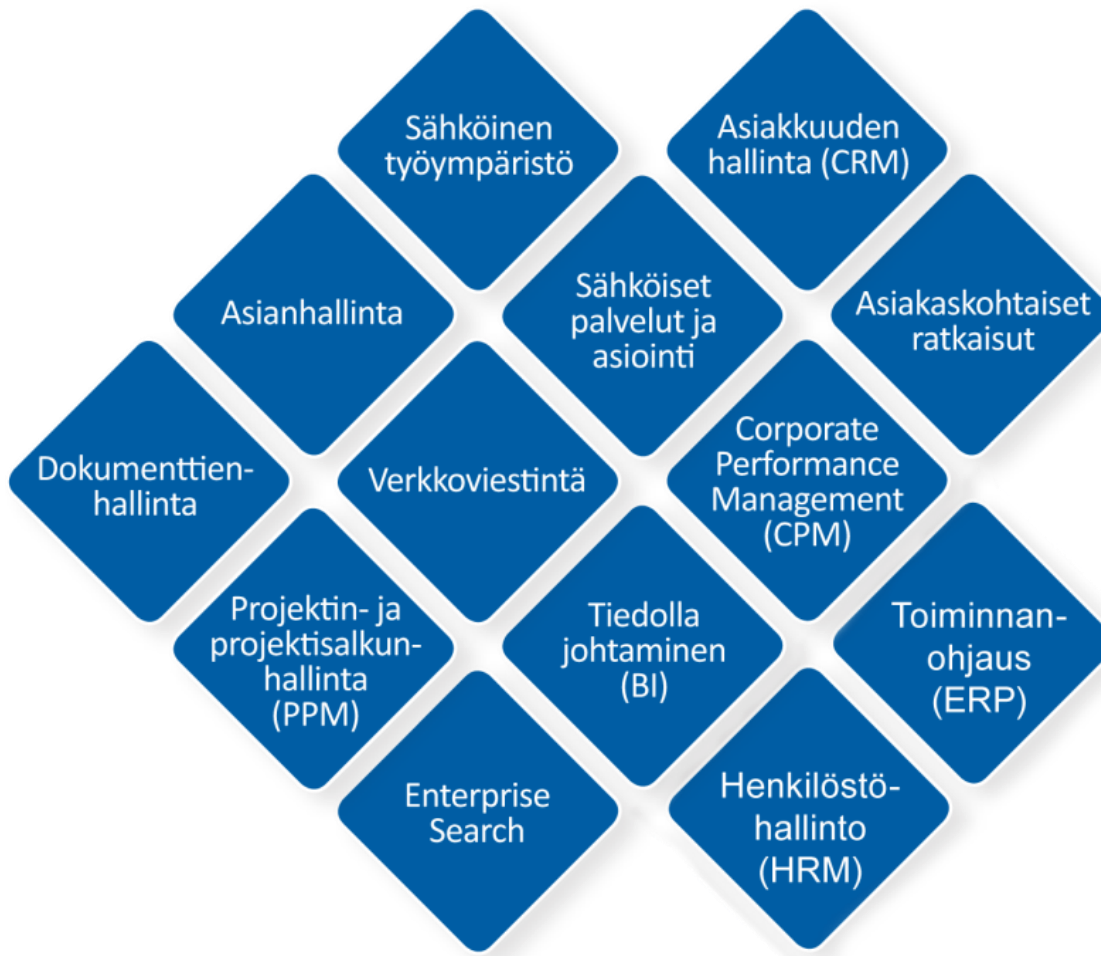 Sähköinen
työympäristö
Asiakkuuden
hallinta (CRM)
Asianhallinta
Sähköiset
palvelut ja
asiointi
Asiakaskohtaiset
ratkaisut
Dokumenttien-
hallinta
Verkkoviestintä
Corporate
Performance
Management
(CPM)
Projektin- ja
projektisalkun-
hallinta
(PPM)
Tiedolla
johtaminen
(BI)
Toiminnan-
ohjaus
(ERP)
Enterprise
Search
Henkilöstö-
hallinto
(HRM)